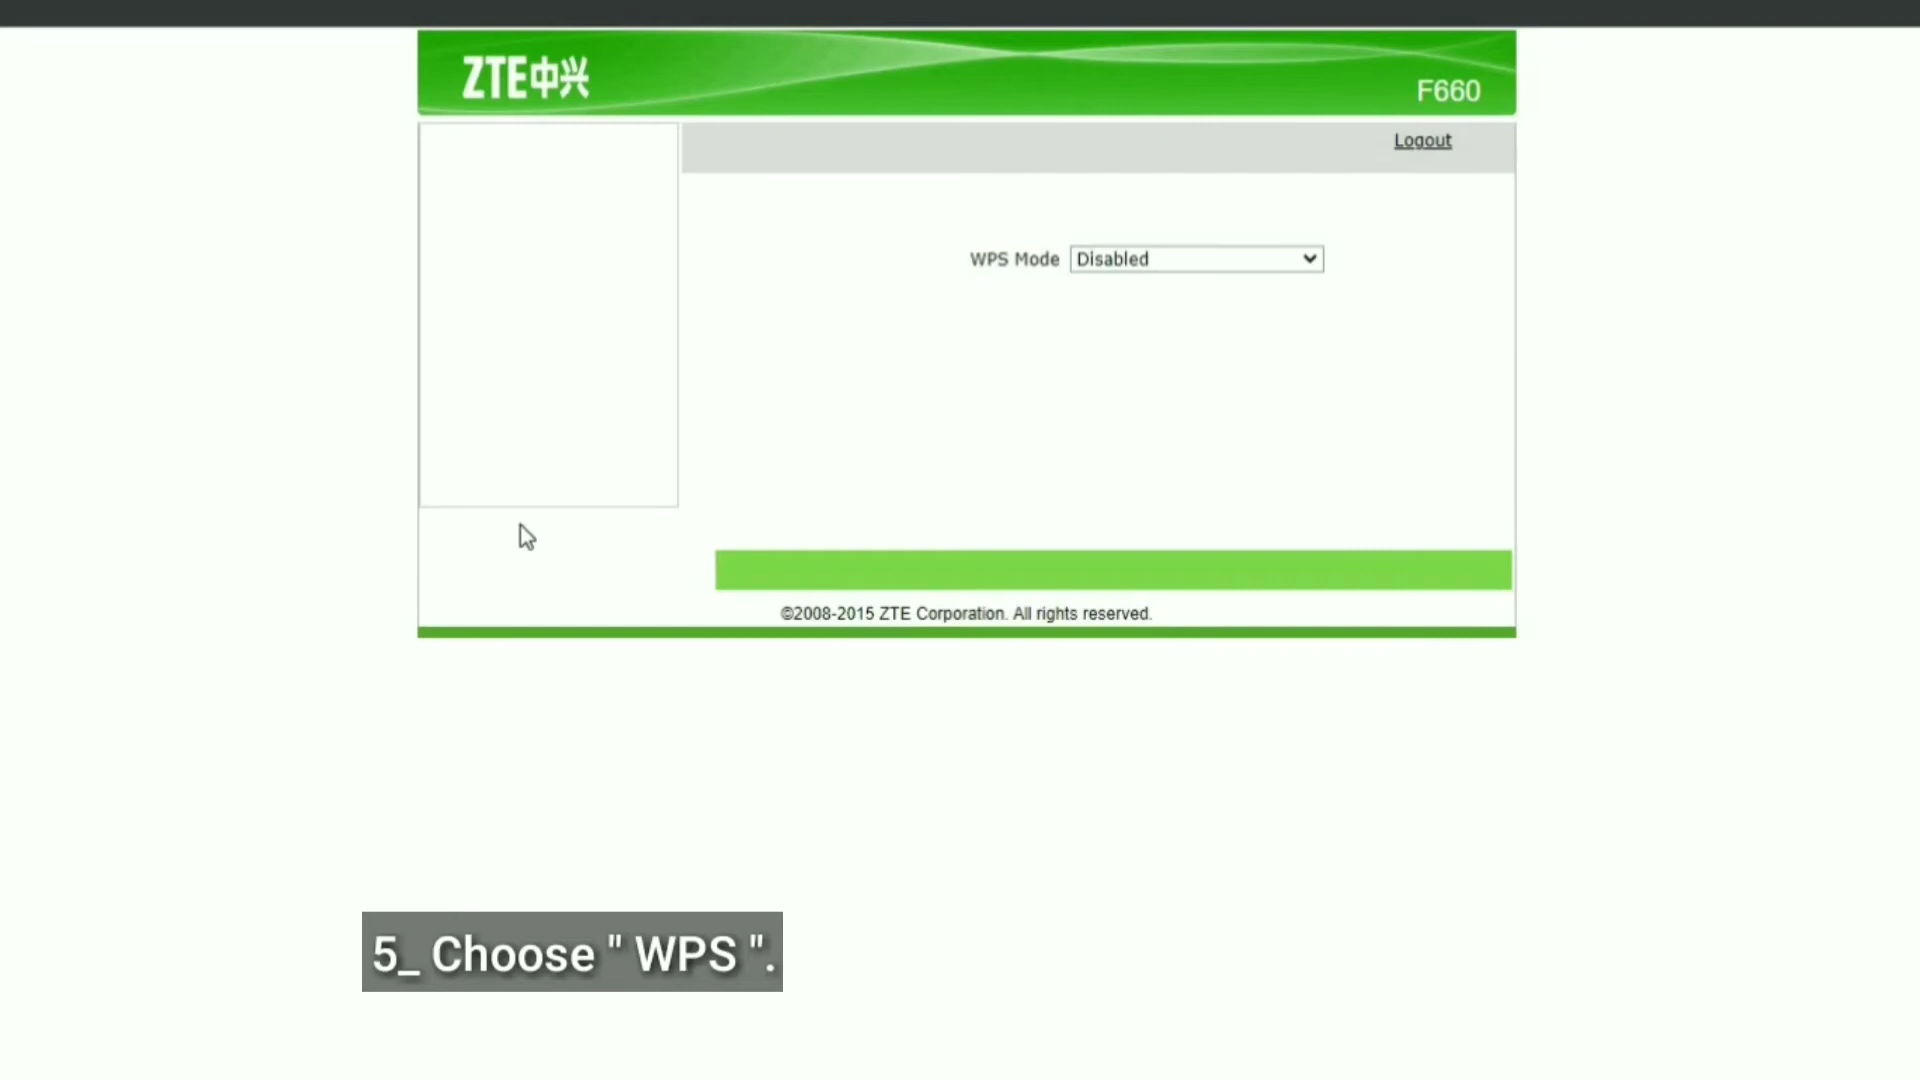 ZTE中兴
F660
Logout
WPS Mode Disabled
©2008-2015 ZTE Corporation. All rights reserved.
5_ Choose " WPS ".